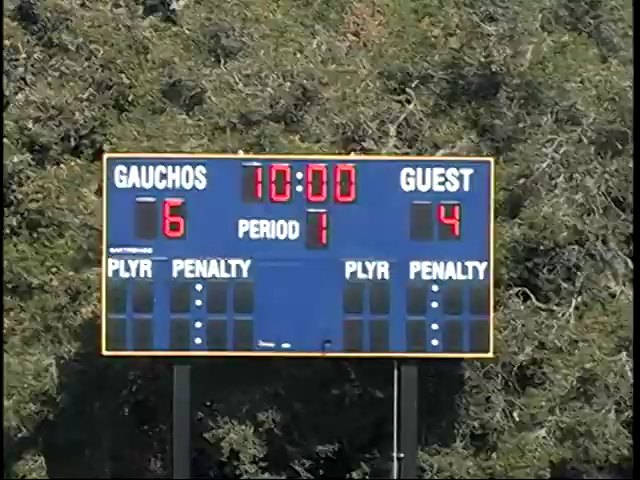 GAUCHOS 10:00 GUEST
6 PERIOD 1 4
PLYR PENALTY PLYR PENALTY